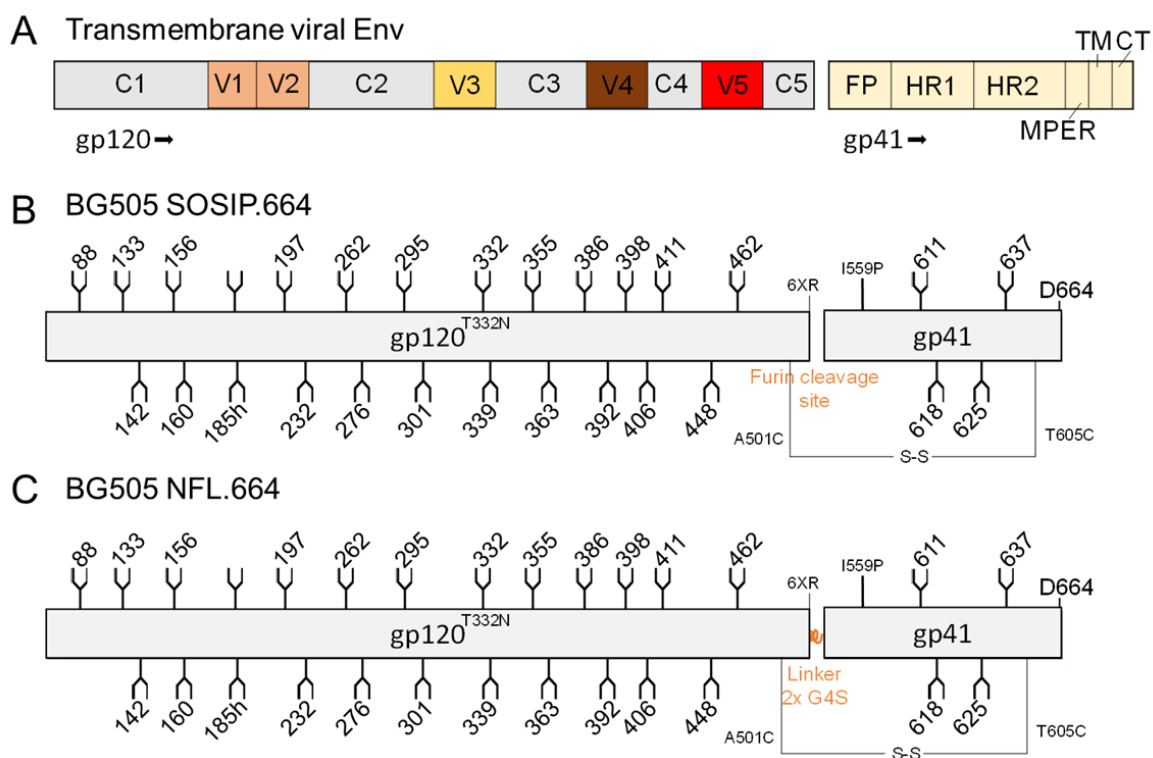 A Transmembrane viral Env
TM CT
C1 V1 V2 C2 V3 C3 V4 C4 V5 C5 FP HR1 HR2
MPER
gp120→ gp41→
B BG505 SOSIP.664
88 133 156 197 262 295 332 355 386 398 411 462 611 637
6XR I559P D664
gp120T332N gp41
Furin cleavage
site
142 160 185h 232 276 301 339 363 392 406 448 618 625
A501C T605C
S-S
C BG505 NFL.664
88 133 156 197 262 295 332 355 386 398 411 462 611 637
6XR I559P D664
gp120T332N gp41
Linker
2x G4S
142 160 185h 232 276 301 339 363 392 406 448 618 625
A501C T605C
S-S